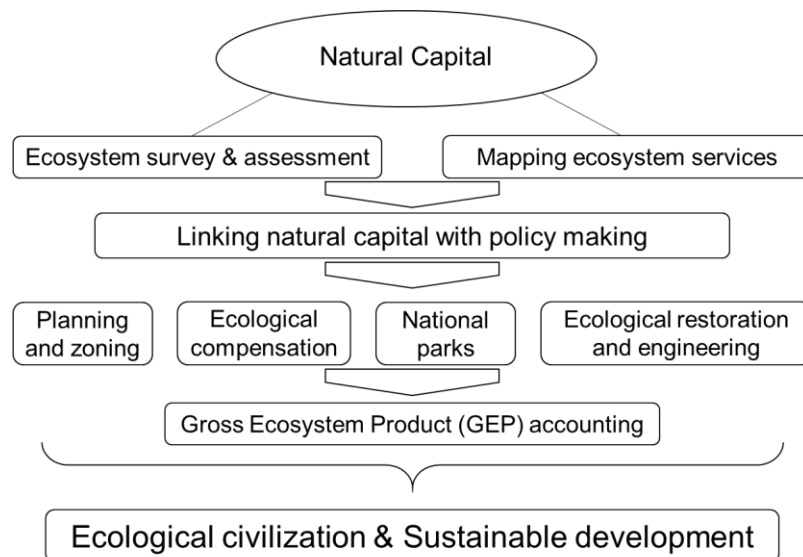 Natural Capital
Ecosystem survey & assessment
Mapping ecosystem services
Linking natural capital with policy making
Planning
and zoning
Ecological
compensation
National
parks
Ecological restoration
and engineering
Gross Ecosystem Product (GEP) accounting
Ecological civilization & Sustainable development